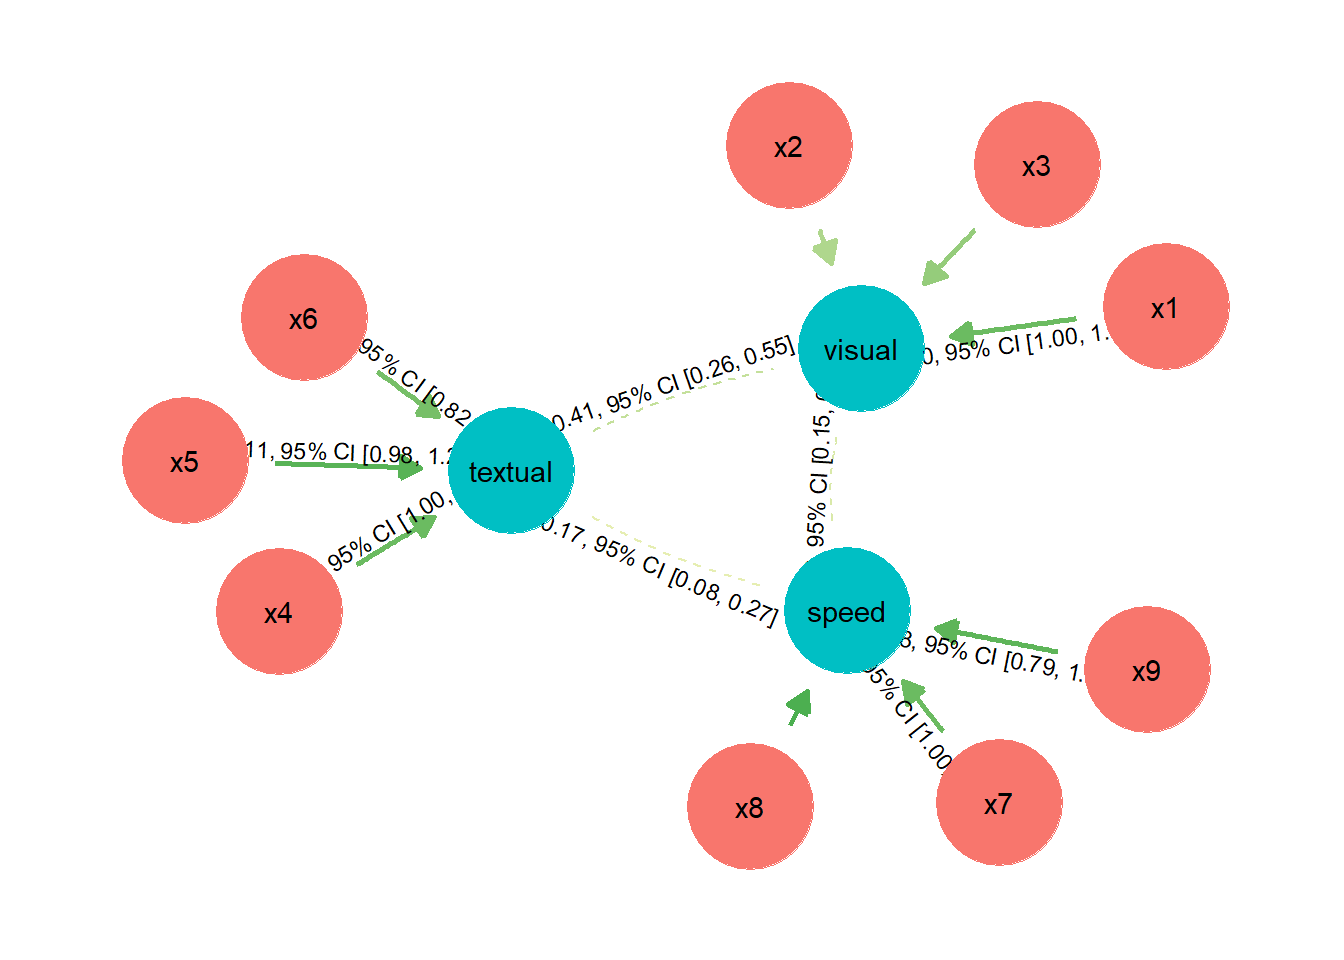 x2
x3
x1
visual
0, 95% CI [1.00, 1.
0.41, 95% CI [0.26, 0.55]
x6
95% CI [0.82
x5
11, 95% CI [0.98, 1.2
textual
95% CI [0.15,
95% CI [1.00,
0.17, 95% CI [0.08, 0.27]
x4
speed
3, 95% CI [0.79, 1.
x9
95% CI [1.00,
x8
x7